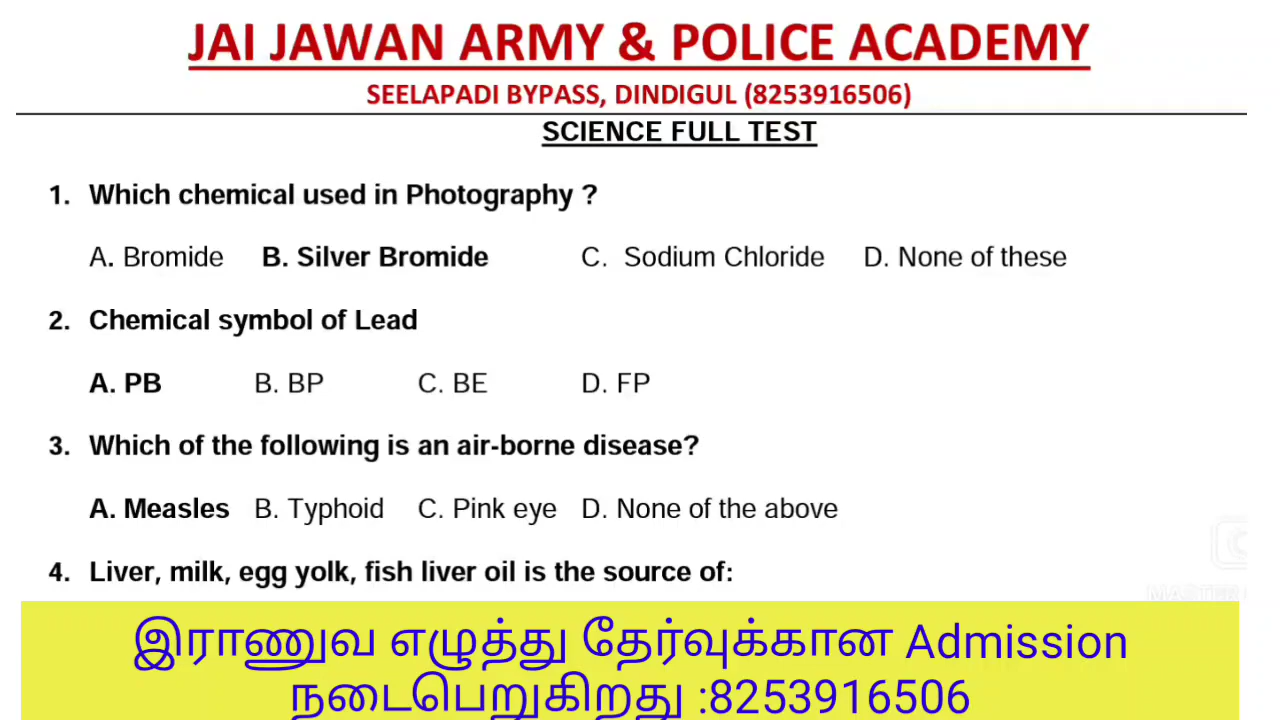 JAI JAWAN ARMY & POLICE ACADEMY
SEELAPADI BYPASS, DINDIGUL (8253916506)
SCIENCE FULL TEST
1. Which chemical used in Photography ?
A. Bromide B. Silver Bromide C. Sodium Chloride D. None of these
2. Chemical symbol of Lead
A. PB B. BP C. BE D. FP
3. Which of the following is an air-borne disease?
A. Measles B. Typhoid C. Pink eye D. None of the above
4. Liver, milk, egg yolk, fish liver oil is the source of:
இராணுவ எழுத்து தேர்வுக்கான Admission
நடைபெறுகிறது :8253916506